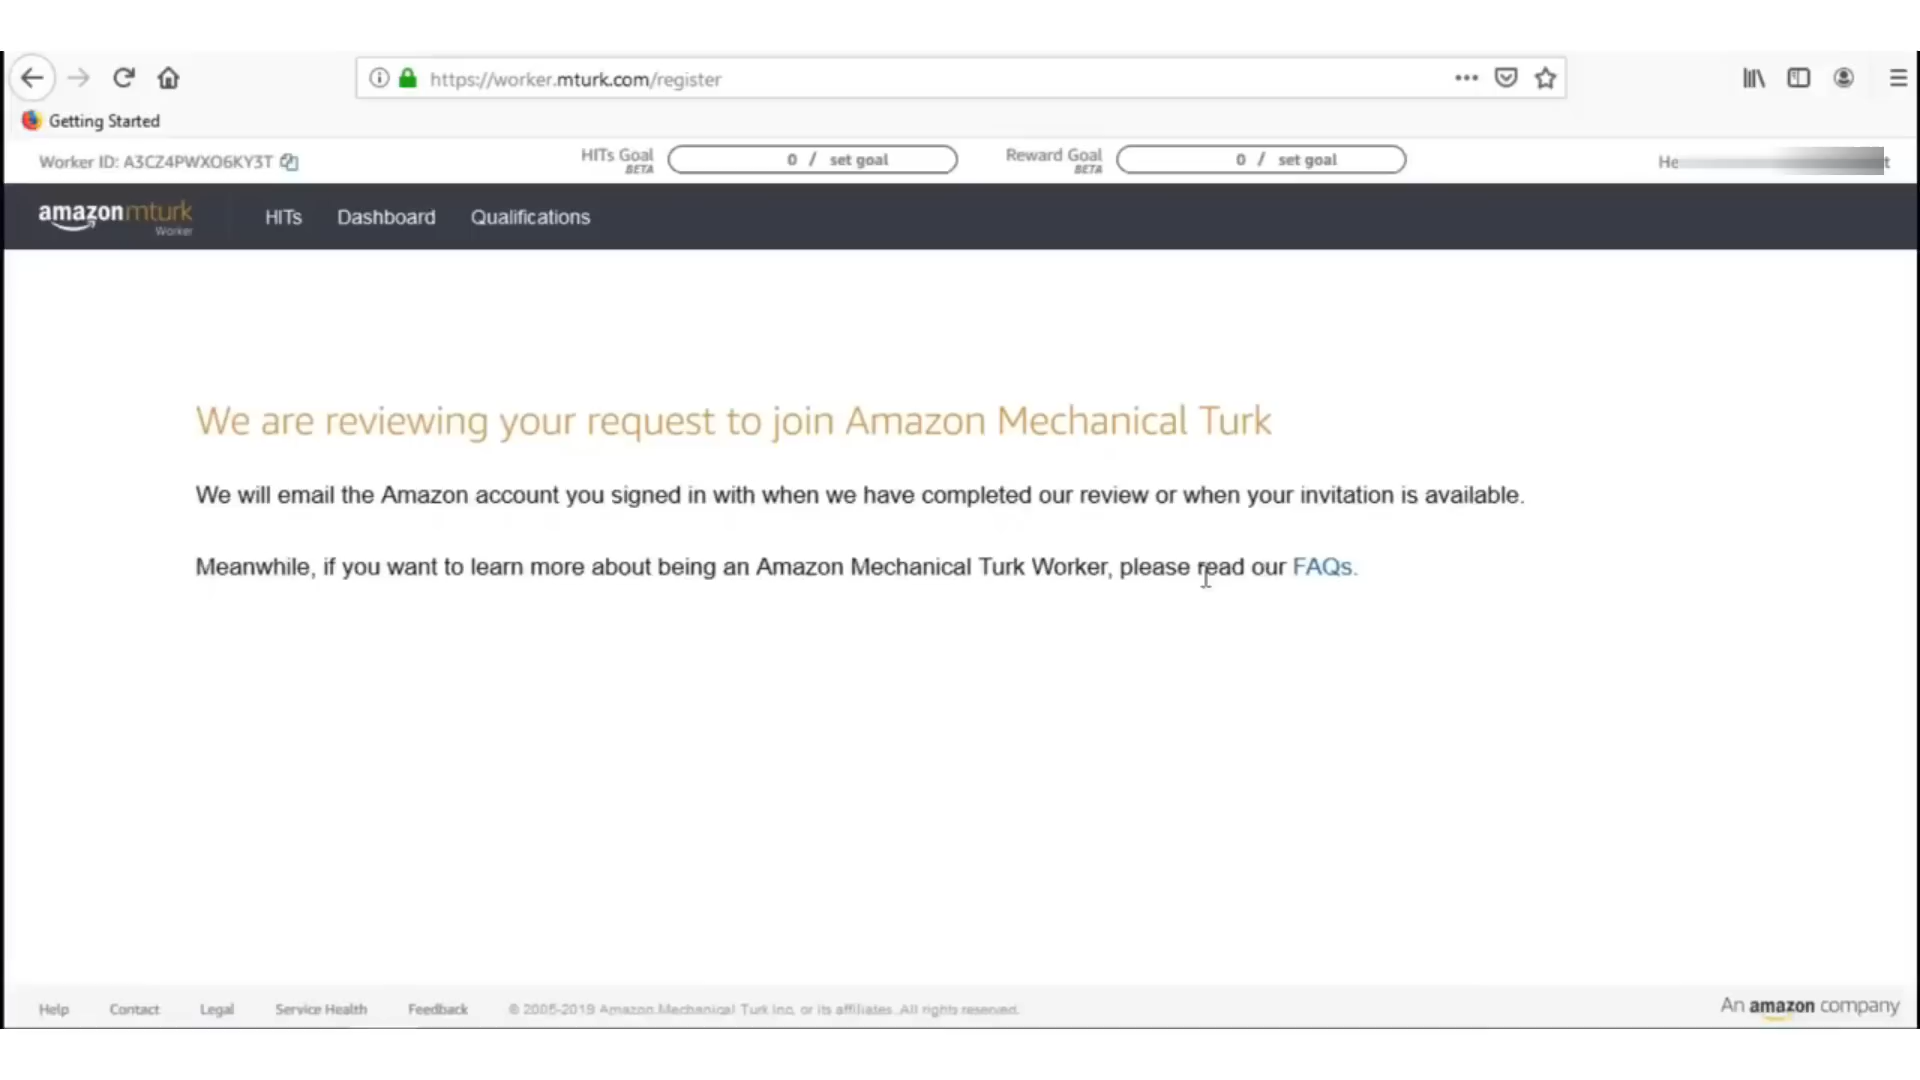 https://worker.mturk.com/register
Getting Started
Worker ID: A3CZ4PWXO6KY3T
HITs Goal
BETA
0 / set goal
Reward Goal
BETA
0 / set goal
He
t
amazonmturk
Worker
HITs
Dashboard
Qualifications
We are reviewing your request to join Amazon Mechanical Turk
We will email the Amazon account you signed in with when we have completed our review or when your invitation is available.
Meanwhile, if you want to learn more about being an Amazon Mechanical Turk Worker, please read our FAQs.
Help
Contact
Legal
Service Health
Feedback
© 2005-2019 Amazon Mechanical Turk Inc. or its affiliates. All rights reserved.
An amazon company